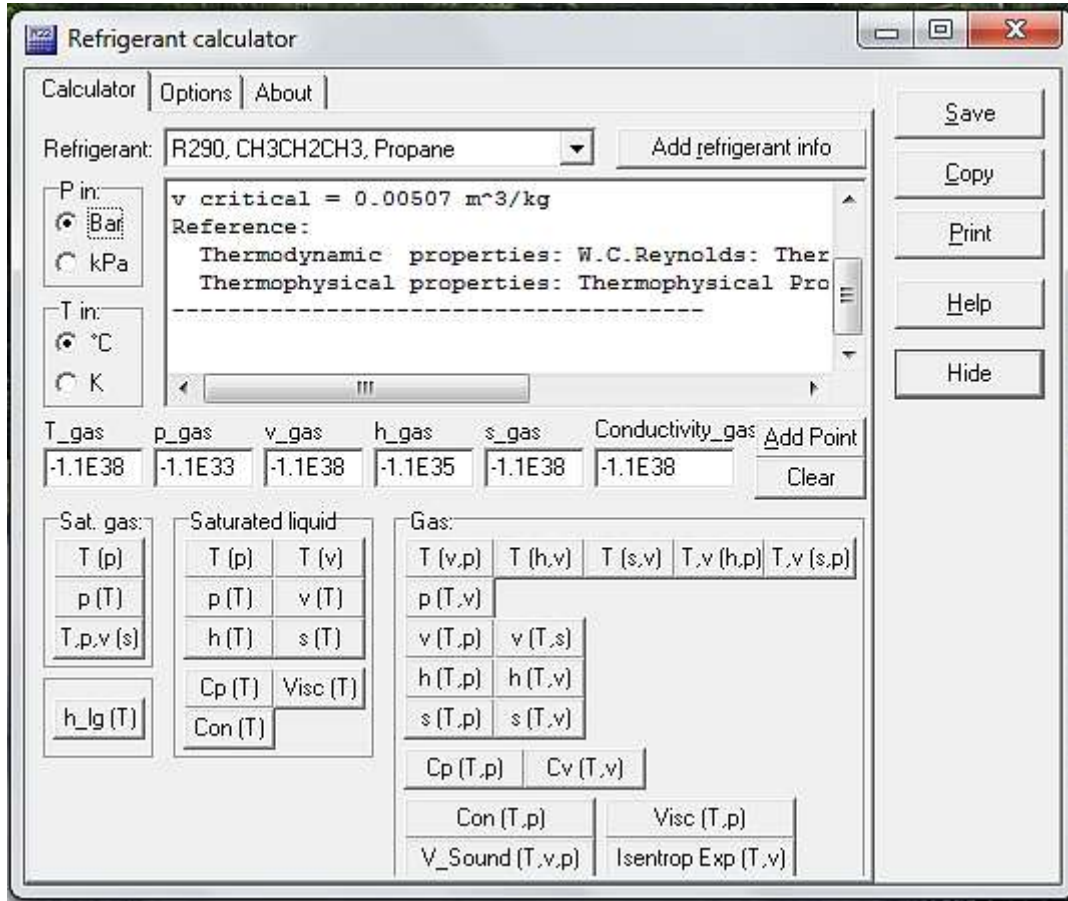 Refrigerant calculator
Calculator Options About
Refrigerant: R290, CH3CH2CH3, Propane Add refrigerant info
P in:
Bar
kPa
T in:
°C
K
v critical = 0.00507 m^3/kg
Reference:
Thermodynamic properties: W.C.Reynolds: Ther
Thermophysical properties: Thermophysical Pro
----------------------------------------
Save
Copy
Print
Help
Hide
T_gas p_gas v_gas h_gas s_gas Conductivity_gas Add Point
-1.1E38 -1.1E33 -1.1E38 -1.1E35 -1.1E38 -1.1E38 Clear
Sat. gas:
T (p)
p (T)
T,p,v (s)
h_lg (T)
Saturated liquid
T (p) T (v)
p (T) v (T)
h (T) s (T)
Cp (T) Visc (T)
Con (T)
Gas:
T (v,p) T (h,v) T (s,v) T,v (h,p) T,v (s,p)
p (T,v)
v (T,p) v (T,s)
h (T,p) h (T,v)
s (T,p) s (T,v)
Cp (T,p) Cv (T,v)
Con (T,p) Visc (T,p)
V_Sound (T,v,p) Isentrop Exp (T,v)